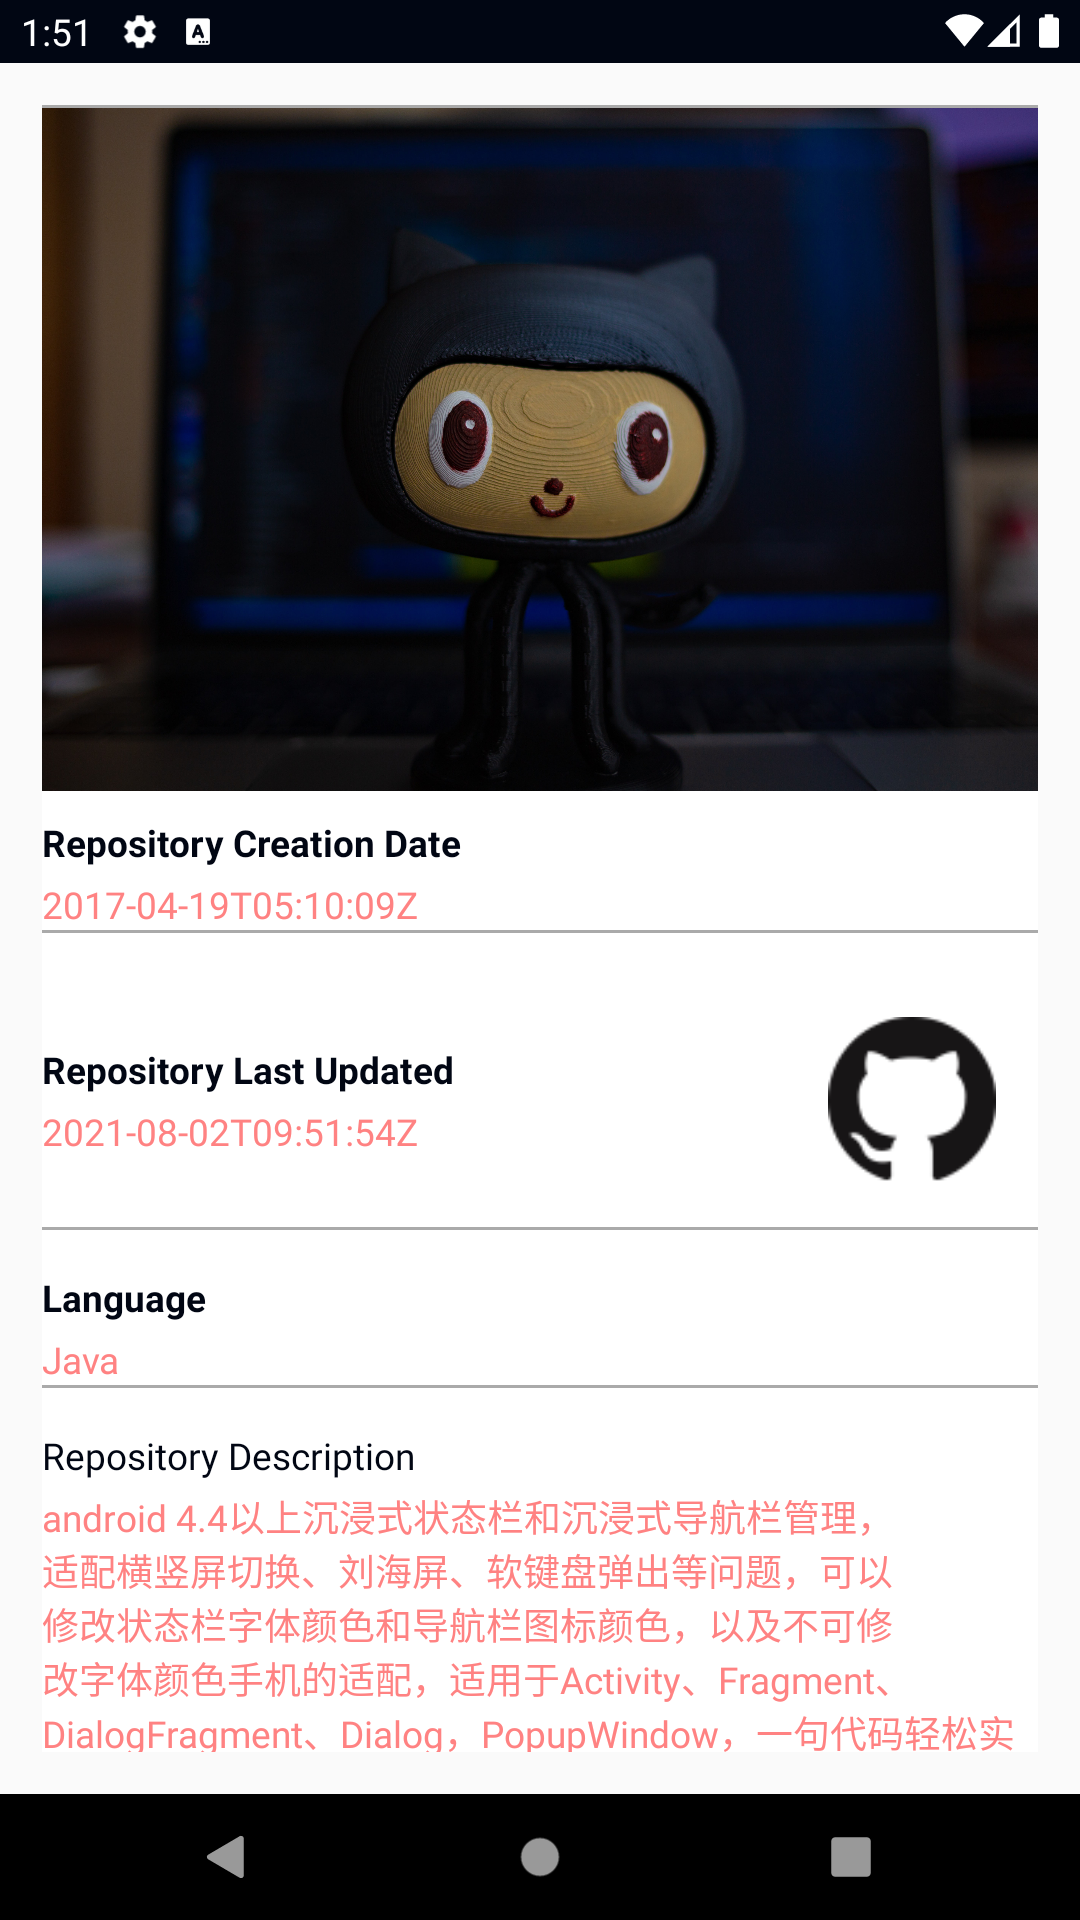 1:51
Repository Creation Date
2017-04-19T05:10:09Z
Repository Last Updated
2021-08-02T09:51:54Z
Language
Java
Repository Description
android 4.4以上沉浸式状态栏和沉浸式导航栏管理，
适配横竖屏切换、刘海屏、软键盘弹出等问题，可以
修改状态栏字体颜色和导航栏图标颜色，以及不可修
改字体颜色手机的适配，适用于Activity、Fragment、
DialogFragment、Dialog，PopupWindow，一句代码轻松实